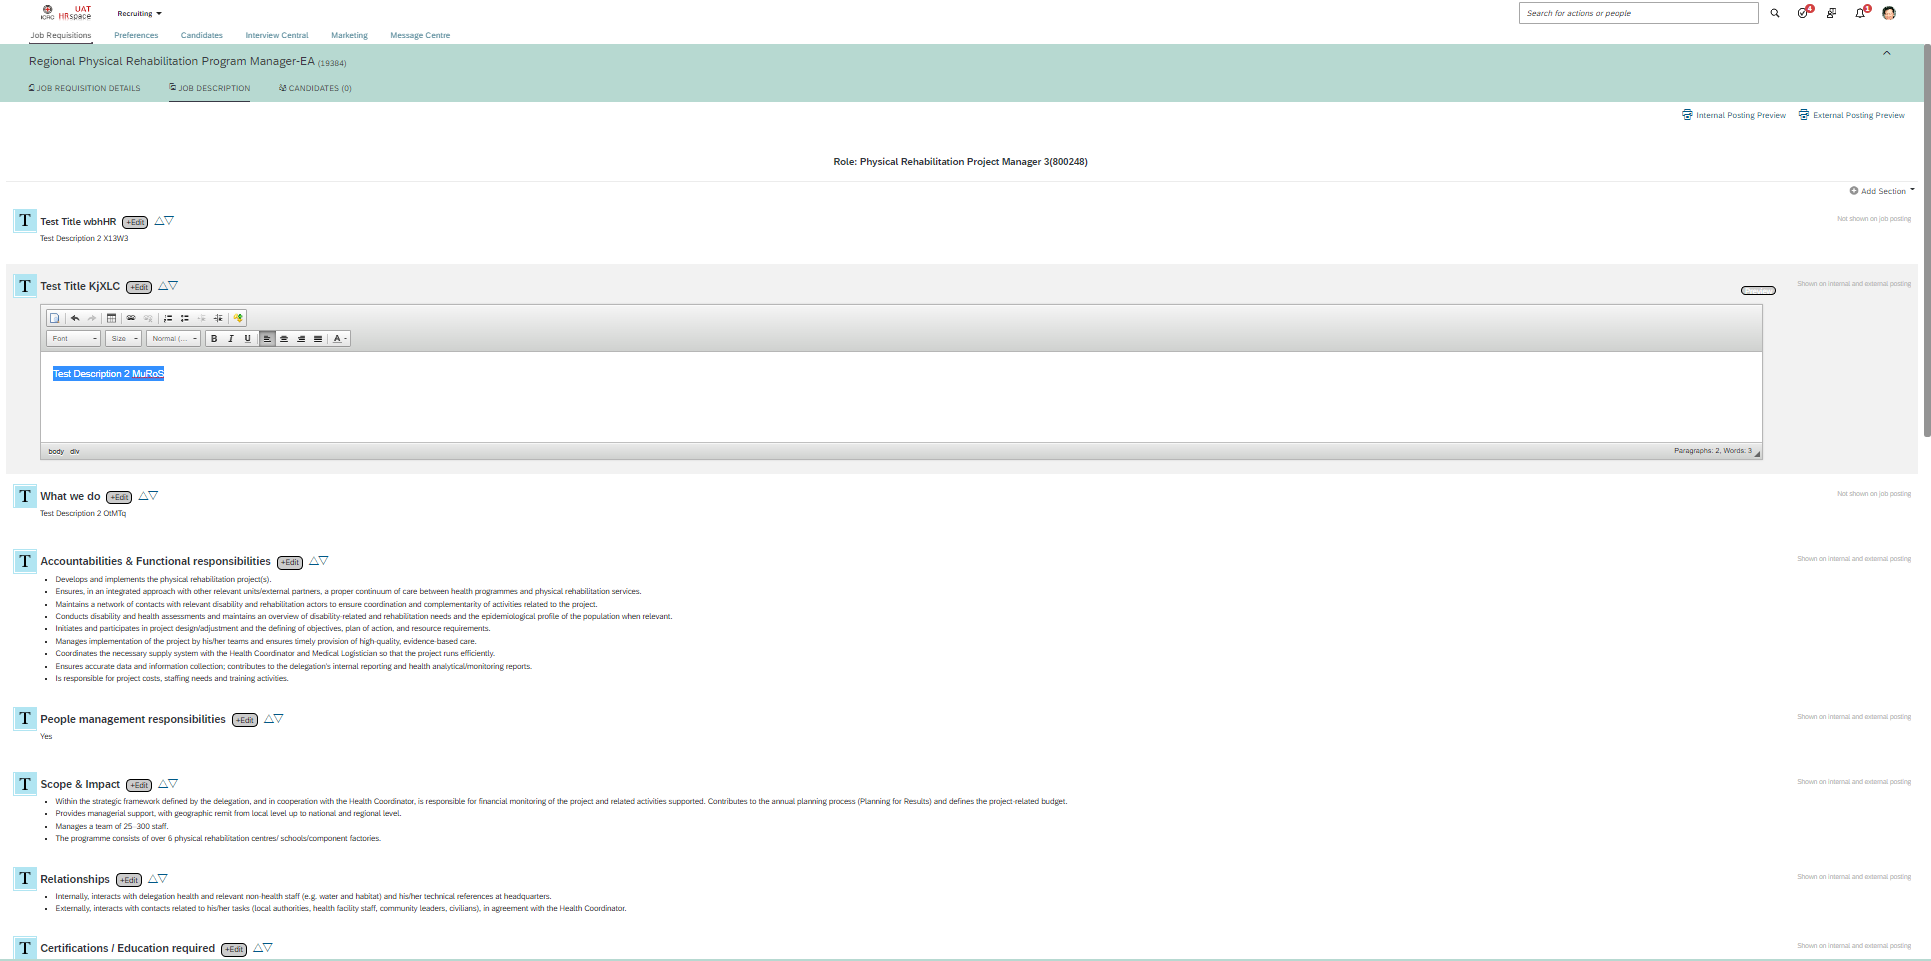 ICRC
UAT
HRspace
Recruiting
Search for actions or people
4
1
Job Requisitions
Preferences
Candidates
Interview Central
Marketing
Message Centre
Regional Physical Rehabilitation Program Manager-EA (19384)
JOB REQUISITION DETAILS
JOB DESCRIPTION
CANDIDATES (0)
Internal Posting Preview
External Posting Preview
Role: Physical Rehabilitation Project Manager 3(800248)
Add Section
T Test Title wbhHR +Edit
Not shown on job posting
Test Description 2 X13W3
T Test Title KjXLC +Edit
Shown on internal and external posting
Font
Size
Normal (...
B I U
A
Test Description 2 MuRoS
body div
Paragraphs: 2, Words: 3
T What we do +Edit
Not shown on job posting
Test Description 2 OtMTq
T Accountabilities & Functional responsibilities +Edit
Shown on internal and external posting
• Develops and implements the physical rehabilitation project(s).
• Ensures, in an integrated approach with other relevant units/external partners, a proper continuum of care between health programmes and physical rehabilitation services.
• Maintains a network of contacts with relevant disability and rehabilitation actors to ensure coordination and complementarity of activities related to the project.
• Conducts disability and health assessments and maintains an overview of disability-related and rehabilitation needs and the epidemiological profile of the population when relevant.
• Initiates and participates in project design/adjustment and the defining of objectives, plan of action, and resource requirements.
• Manages implementation of the project by his/her teams and ensures timely provision of high-quality, evidence-based care.
• Coordinates the necessary supply system with the Health Coordinator and Medical Logistician so that the project runs efficiently.
• Ensures accurate data and information collection; contributes to the delegation's internal reporting and health analytical/monitoring reports.
• Is responsible for project costs, staffing needs and training activities.
T People management responsibilities +Edit
Shown on internal and external posting
Yes
T Scope & Impact +Edit
Shown on internal and external posting
• Within the strategic framework defined by the delegation, and in cooperation with the Health Coordinator, is responsible for financial monitoring of the project and related activities supported. Contributes to the annual planning process (Planning for Results) and defines the project-related budget.
• Provides managerial support, with geographic remit from local level up to national and regional level.
• Manages a team of 25–300 staff.
• The programme consists of over 6 physical rehabilitation centres/ schools/component factories.
T Relationships +Edit
Shown on internal and external posting
• Internally, interacts with delegation health and relevant non-health staff (e.g. water and habitat) and his/her technical references at headquarters.
• Externally, interacts with contacts related to his/her tasks (local authorities, health facility staff, community leaders, civilians), in agreement with the Health Coordinator.
T Certifications / Education required +Edit
Shown on internal and external posting